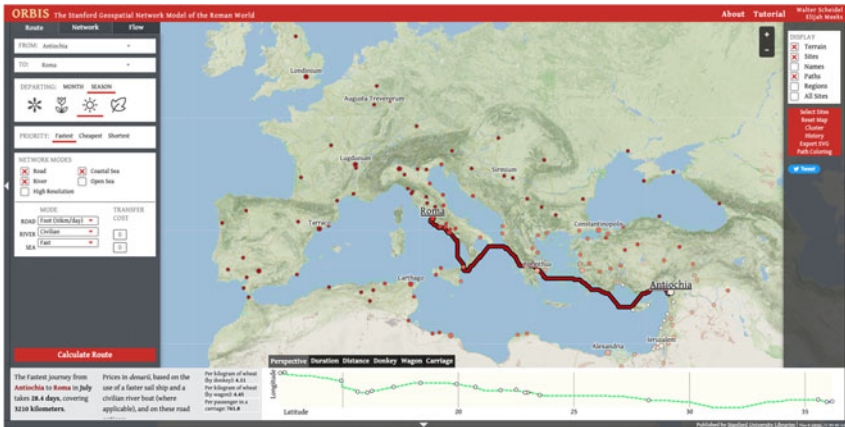 ORBIS The Stanford Geospatial Network Model of the Roman World
About Tutorial
Walter Scheidel
Elijah Meeks
Route Network Flow
FROM: Antiochia
TO: Roma
DEPARTING: MONTH SEASON
PRIORITY: Fastest Cheapest Shortest
NETWORK MODES
Road Coastal Sea
River Open Sea
High Resolution
MODE TRANSFER COST
ROAD Foot (30km/day)
RIVER Civilian 0
SEA Fast 0
Calculate Route
Londinium
Augusta Trevergrum
Lugdunum
Sirmium
Roma
Constantinopolis
Tarraco
Carthago
Antiochia
Alexandria
Jerusalem
+
-
DISPLAY
Terrain
Sites
Names
Paths
Regions
All Sites
Select Sites
Reset Map
Cluster
History
Export SVG
Path Coloring
Tweet
The Fastest journey from
Antiochia to Roma in July
takes 28.4 days, covering
3210 kilometers.
Prices in denarii, based on the
use of a faster sail ship and a
civilian river boat (where
applicable), and on these road
Per kilogram of wheat
(by donkey): 4.11
Per kilogram of wheat
(by wagon): 4.45
Per passenger in a
carriage: 761.8
Perspective Duration Distance Donkey Wagon Carriage
Longitude
Latitude
20 25 30 35
Published by Stanford University Libraries